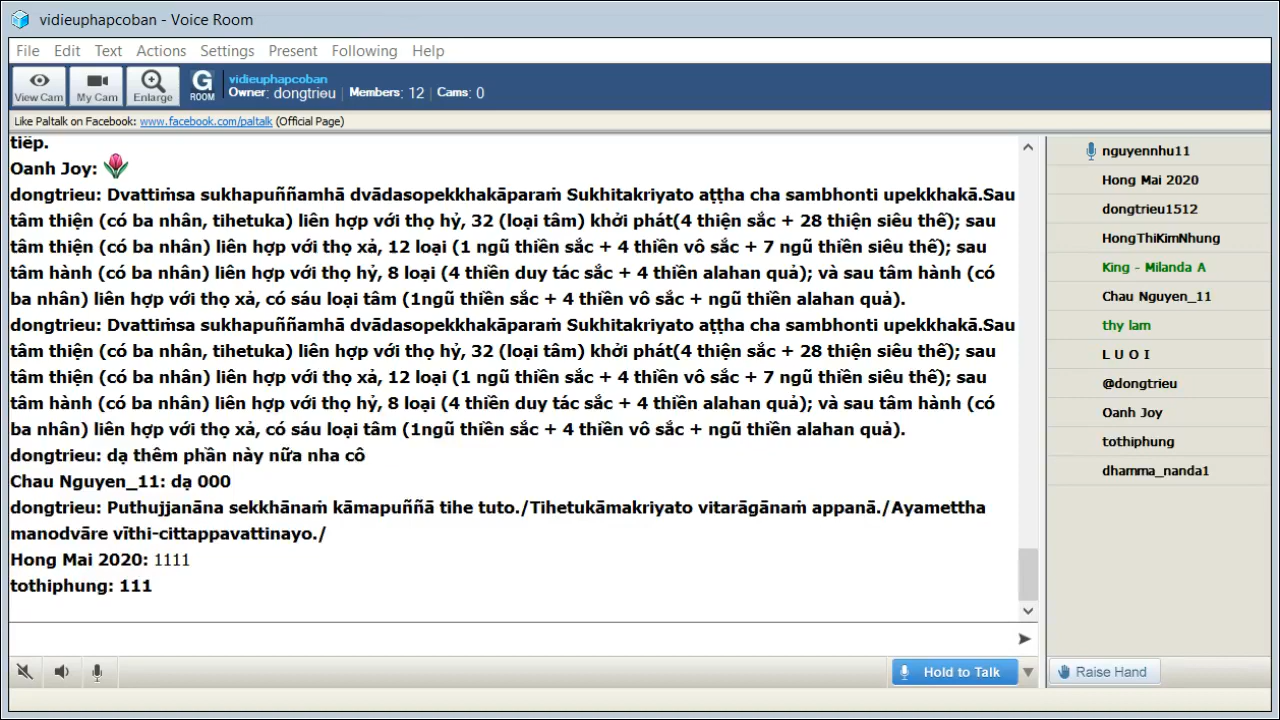 vidieuphapcoban - Voice Room
File Edit Text Actions Settings Present Following Help
View Cam My Cam Enlarge G ROOM
vidieuphapcoban
Owner: dongtrieu | Members: 12 | Cams: 0
Like Paltalk on Facebook: www.facebook.com/paltalk (Official Page)
tiếp.
Oanh Joy:
dongtrieu: Dvattiṁsa sukhapuññamhā dvādasopekkhakāparaṁ Sukhitakriyato aṭṭha cha sambhonti upekkhakā.Sau
tâm thiện (có ba nhân, tihetuka) liên hợp với thọ hỷ, 32 (loại tâm) khởi phát(4 thiện sắc + 28 thiện siêu thế); sau
tâm thiện (có ba nhân) liên hợp với thọ xả, 12 loại (1 ngũ thiền sắc + 4 thiền vô sắc + 7 ngũ thiền siêu thế); sau
tâm hành (có ba nhân) liên hợp với thọ hỷ, 8 loại (4 thiền duy tác sắc + 4 thiền alahan quả); và sau tâm hành (có
ba nhân) liên hợp với thọ xả, có sáu loại tâm (1ngũ thiền sắc + 4 thiền vô sắc + ngũ thiền alahan quả).
dongtrieu: Dvattiṁsa sukhapuññamhā dvādasopekkhakāparaṁ Sukhitakriyato aṭṭha cha sambhonti upekkhakā.Sau
tâm thiện (có ba nhân, tihetuka) liên hợp với thọ hỷ, 32 (loại tâm) khởi phát(4 thiện sắc + 28 thiện siêu thế); sau
tâm thiện (có ba nhân) liên hợp với thọ xả, 12 loại (1 ngũ thiền sắc + 4 thiền vô sắc + 7 ngũ thiền siêu thế); sau
tâm hành (có ba nhân) liên hợp với thọ hỷ, 8 loại (4 thiền duy tác sắc + 4 thiền alahan quả); và sau tâm hành (có
ba nhân) liên hợp với thọ xả, có sáu loại tâm (1ngũ thiền sắc + 4 thiền vô sắc + ngũ thiền alahan quả).
dongtrieu: dạ thêm phần này nữa nha cô
Chau Nguyen_11: dạ 000
dongtrieu: Puthujjanāna sekkhānaṁ kāmapuññā tihe tuto./Tihetukāmakriyato vitarāgānaṁ appanā./Ayamettha
manodvāre vīthi-cittappavattinayo./
Hong Mai 2020: 1111
tothiphung: 111
Hold to Talk
nguyennhu11
Hong Mai 2020
dongtrieu1512
HongThiKimNhung
King - Milanda A
Chau Nguyen_11
thy lam
L U O I
@dongtrieu
Oanh Joy
tothiphung
dhamma_nanda1
Raise Hand